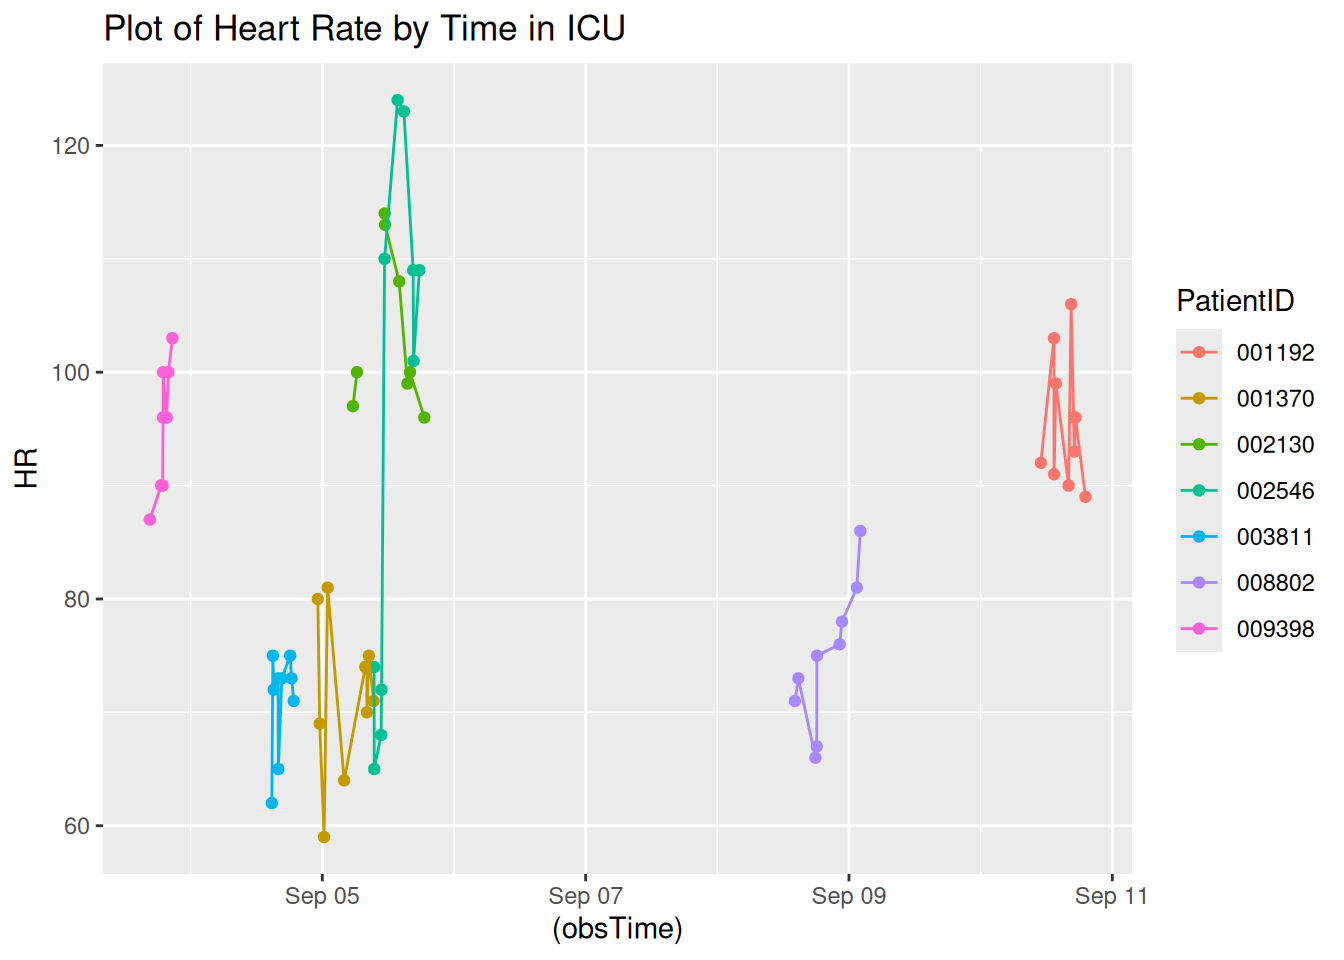 Plot of Heart Rate by Time in ICU
120
100
80
60
HR
Sep 05 Sep 07 Sep 09 Sep 11
(obsTime)
PatientID
001192
001370
002130
002546
003811
008802
009398